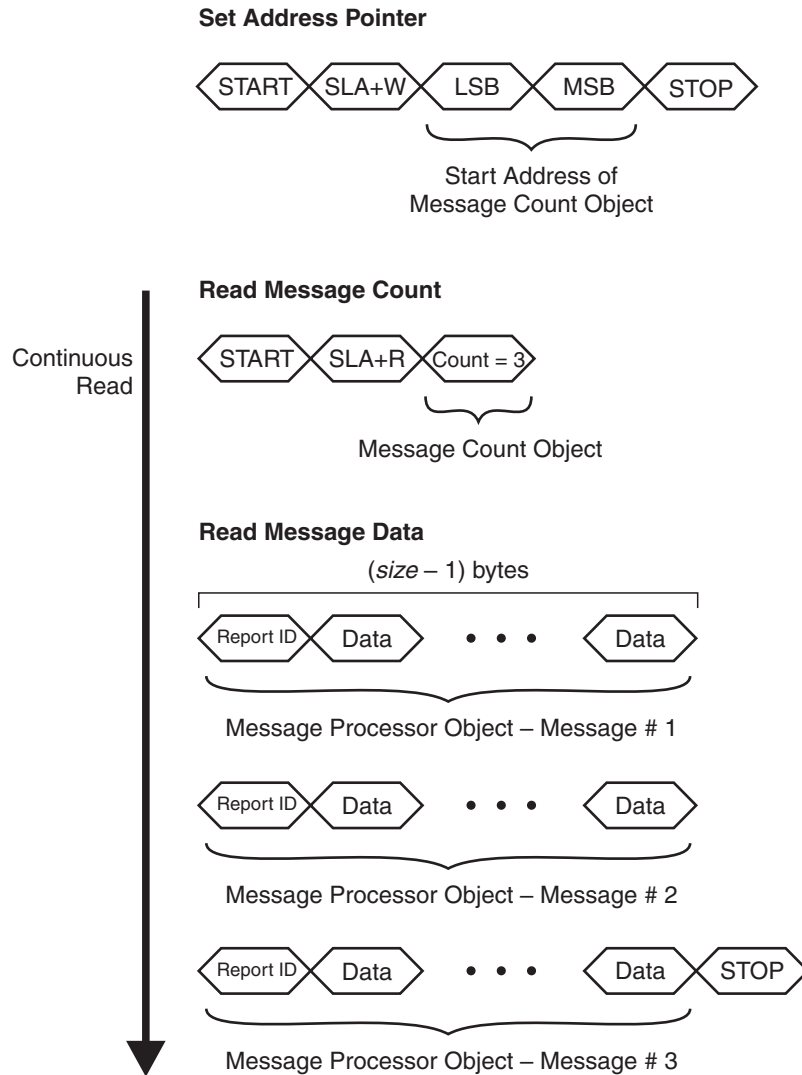 Set Address Pointer
START SLA+W LSB MSB STOP
Start Address of
Message Count Object
Read Message Count
Continuous
Read
START SLA+R Count = 3
Message Count Object
Read Message Data
(size – 1) bytes
Report ID Data • • • Data
Message Processor Object – Message # 1
Report ID Data • • • Data
Message Processor Object – Message # 2
Report ID Data • • • Data STOP
Message Processor Object – Message # 3